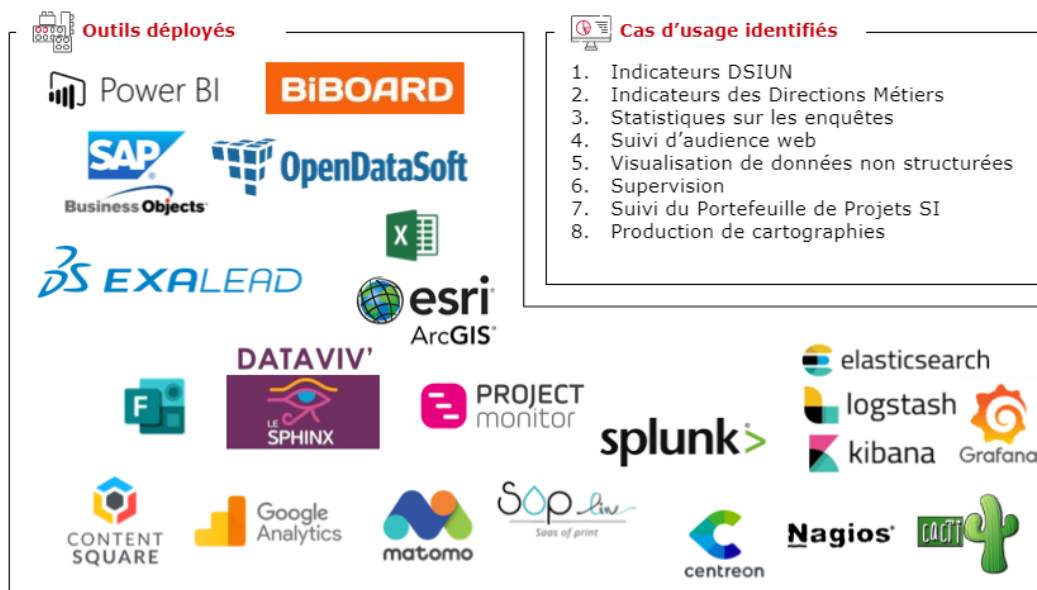 Outils déployés
Power BI
BiBOARD
SAP
BusinessObjects
OpenDataSoft
X
EXALEAD
esri
ArcGIS
DATAVIV'
F
LE
SPHINX
PROJECT
monitor
splunk>
elasticsearch
logstash
kibana
Grafana
CONTENT
SQUARE
Google
Analytics
matomo
Sop liv
Saas of print
centreon
Nagios
cacti
Cas d'usage identifiés
1. Indicateurs DSIUN
2. Indicateurs des Directions Métiers
3. Statistiques sur les enquêtes
4. Suivi d'audience web
5. Visualisation de données non structurées
6. Supervision
7. Suivi du Portefeuille de Projets SI
8. Production de cartographies